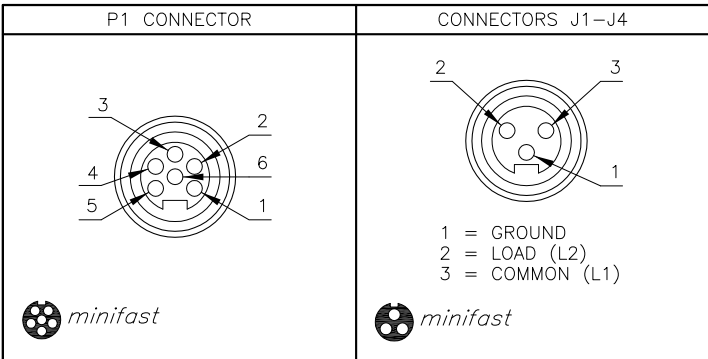 P1 CONNECTOR
3
2
4
6
5
1
minifast
CONNECTORS J1-J4
2
3
1
1 = GROUND
2 = LOAD (L2)
3 = COMMON (L1)
minifast